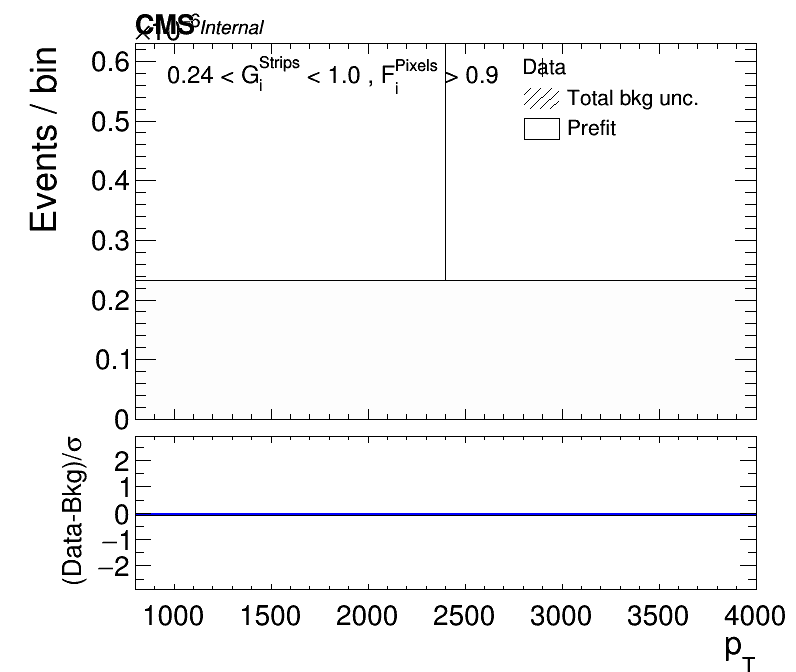 CMS Internal
×10⁻⁶
Events / bin
0.24 < G_i^Strips < 1.0 , F_i^Pixels > 0.9
Data
Total bkg unc.
Prefit
0.6
0.5
0.4
0.3
0.2
0.1
0
(Data-Bkg)/σ
2
1
0
−1
−2
1000 1500 2000 2500 3000 3500 4000
p_T